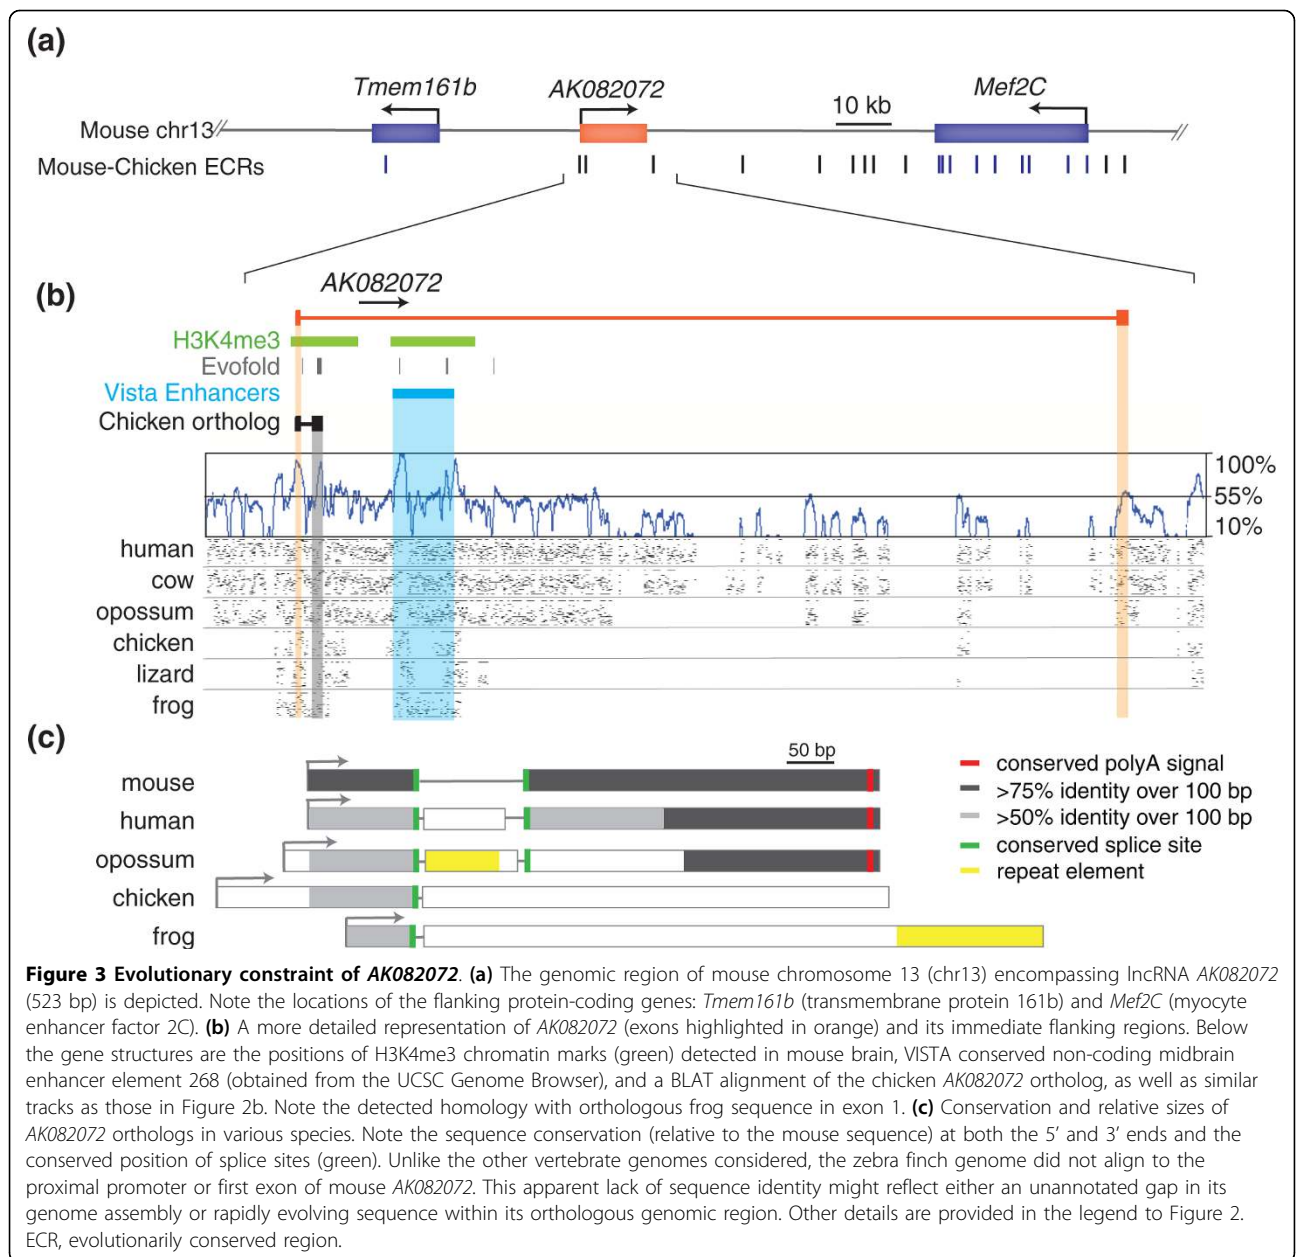 (a)
Tmem161b
AK082072
Mef2C
10 kb
Mouse chr13
Mouse-Chicken ECRs
(b)
AK082072
H3K4me3
Evofold
Vista Enhancers
Chicken ortholog
100%
55%
10%
human
cow
opossum
chicken
lizard
frog
(c)
50 bp
mouse
human
opossum
chicken
frog
conserved polyA signal
>75% identity over 100 bp
>50% identity over 100 bp
conserved splice site
repeat element
Figure 3 Evolutionary constraint of AK082072. (a) The genomic region of mouse chromosome 13 (chr13) encompassing lncRNA AK082072
(523 bp) is depicted. Note the locations of the flanking protein-coding genes: Tmem161b (transmembrane protein 161b) and Mef2C (myocyte
enhancer factor 2C). (b) A more detailed representation of AK082072 (exons highlighted in orange) and its immediate flanking regions. Below
the gene structures are the positions of H3K4me3 chromatin marks (green) detected in mouse brain, VISTA conserved non-coding midbrain
enhancer element 268 (obtained from the UCSC Genome Browser), and a BLAT alignment of the chicken AK082072 ortholog, as well as similar
tracks as those in Figure 2b. Note the detected homology with orthologous frog sequence in exon 1. (c) Conservation and relative sizes of
AK082072 orthologs in various species. Note the sequence conservation (relative to the mouse sequence) at both the 5’ and 3’ ends and the
conserved position of splice sites (green). Unlike the other vertebrate genomes considered, the zebra finch genome did not align to the
proximal promoter or first exon of mouse AK082072. This apparent lack of sequence identity might reflect either an unannotated gap in its
genome assembly or rapidly evolving sequence within its orthologous genomic region. Other details are provided in the legend to Figure 2.
ECR, evolutionarily conserved region.